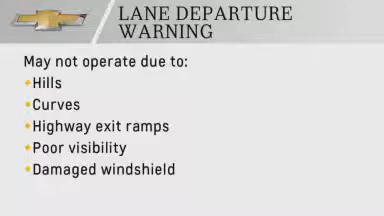 LANE DEPARTURE
WARNING
May not operate due to:
Hills
Curves
Highway exit ramps
Poor visibility
Damaged windshield